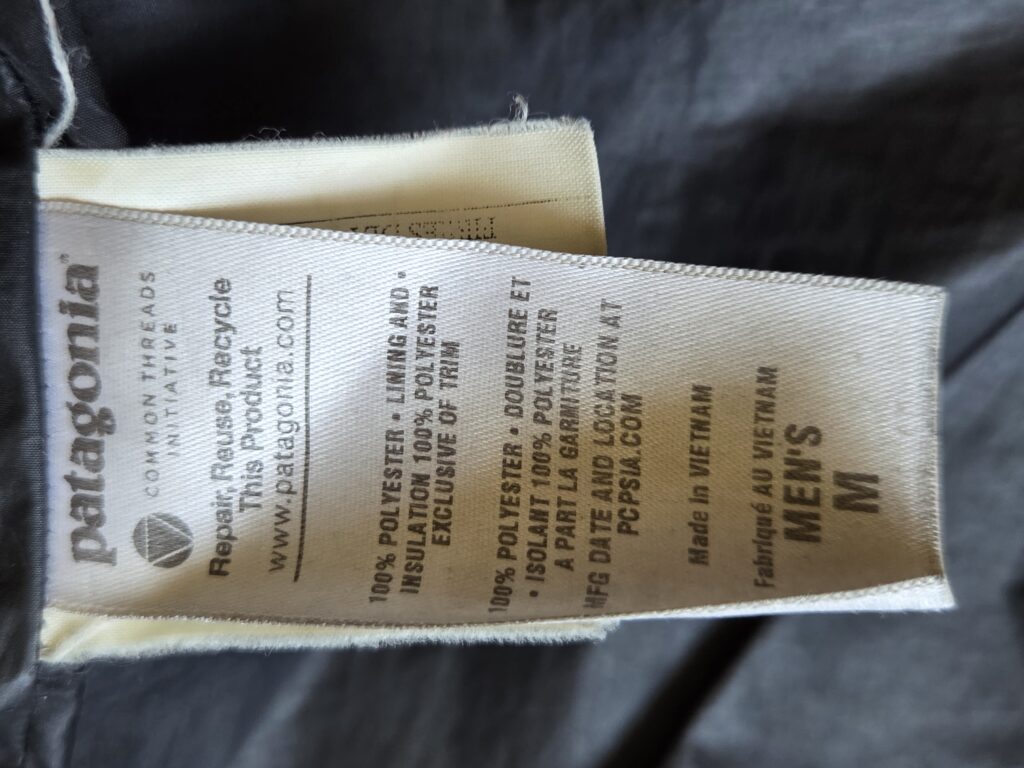 patagonia™
COMMON THREADS
INITIATIVE
Repair, Reuse, Recycle
This Product
www.patagonia.com
100% POLYESTER • LINING AND •
INSULATION 100% POLYESTER
EXCLUSIVE OF TRIM
100% POLYESTER • DOUBLURE ET
• ISOLANT 100% POLYESTER
A PART LA GARMITURE
MFG DATE AND LOCATION AT
PCPSIA.COM
Made in VIETNAM
Fabriqué AU VIETNAM
MEN'S
M